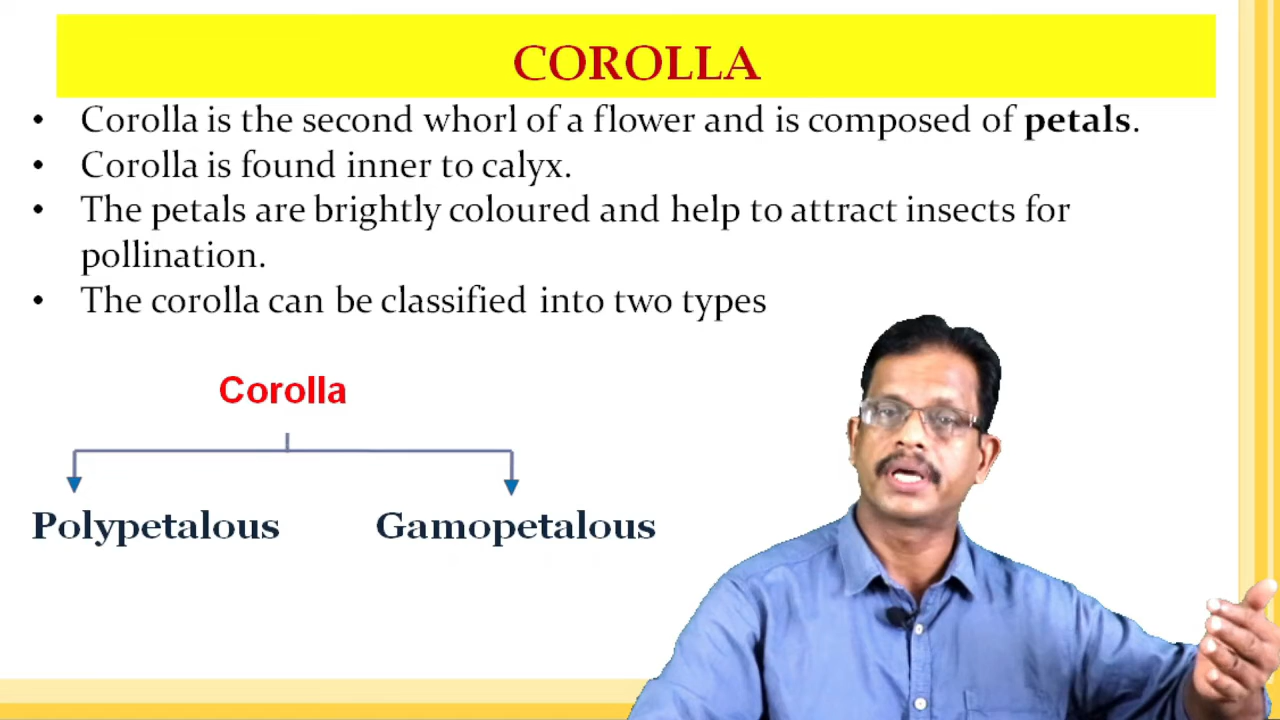 COROLLA
• Corolla is the second whorl of a flower and is composed of petals.
• Corolla is found inner to calyx.
• The petals are brightly coloured and help to attract insects for
pollination.
• The corolla can be classified into two types
Corolla
Polypetalous Gamopetalous